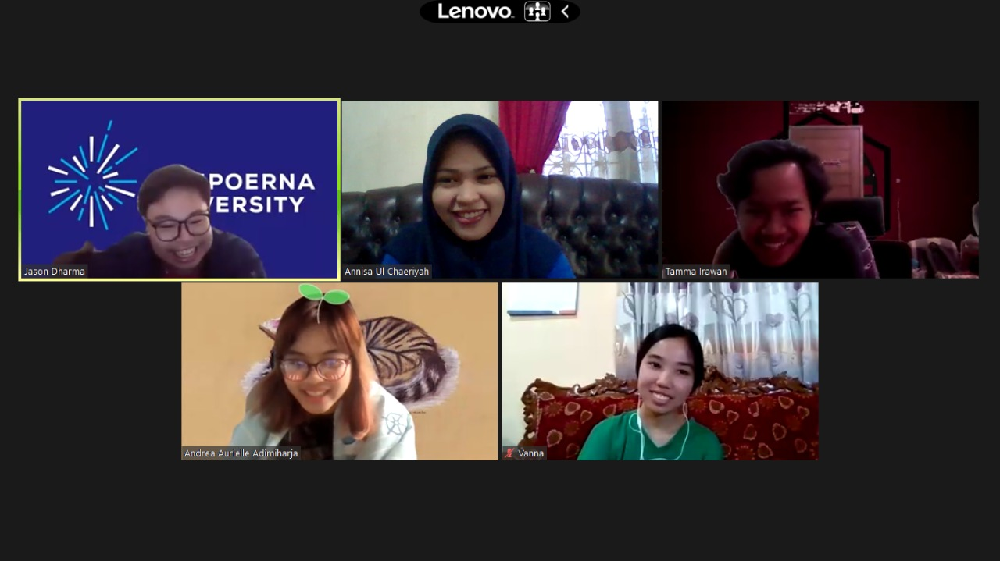 Lenovo
POERNA
VERSITY
Jason Dharma
Annisa Ul Chaeriyah
Tamma Irawan
Andrea Aurielle Adimiharja
Vanna